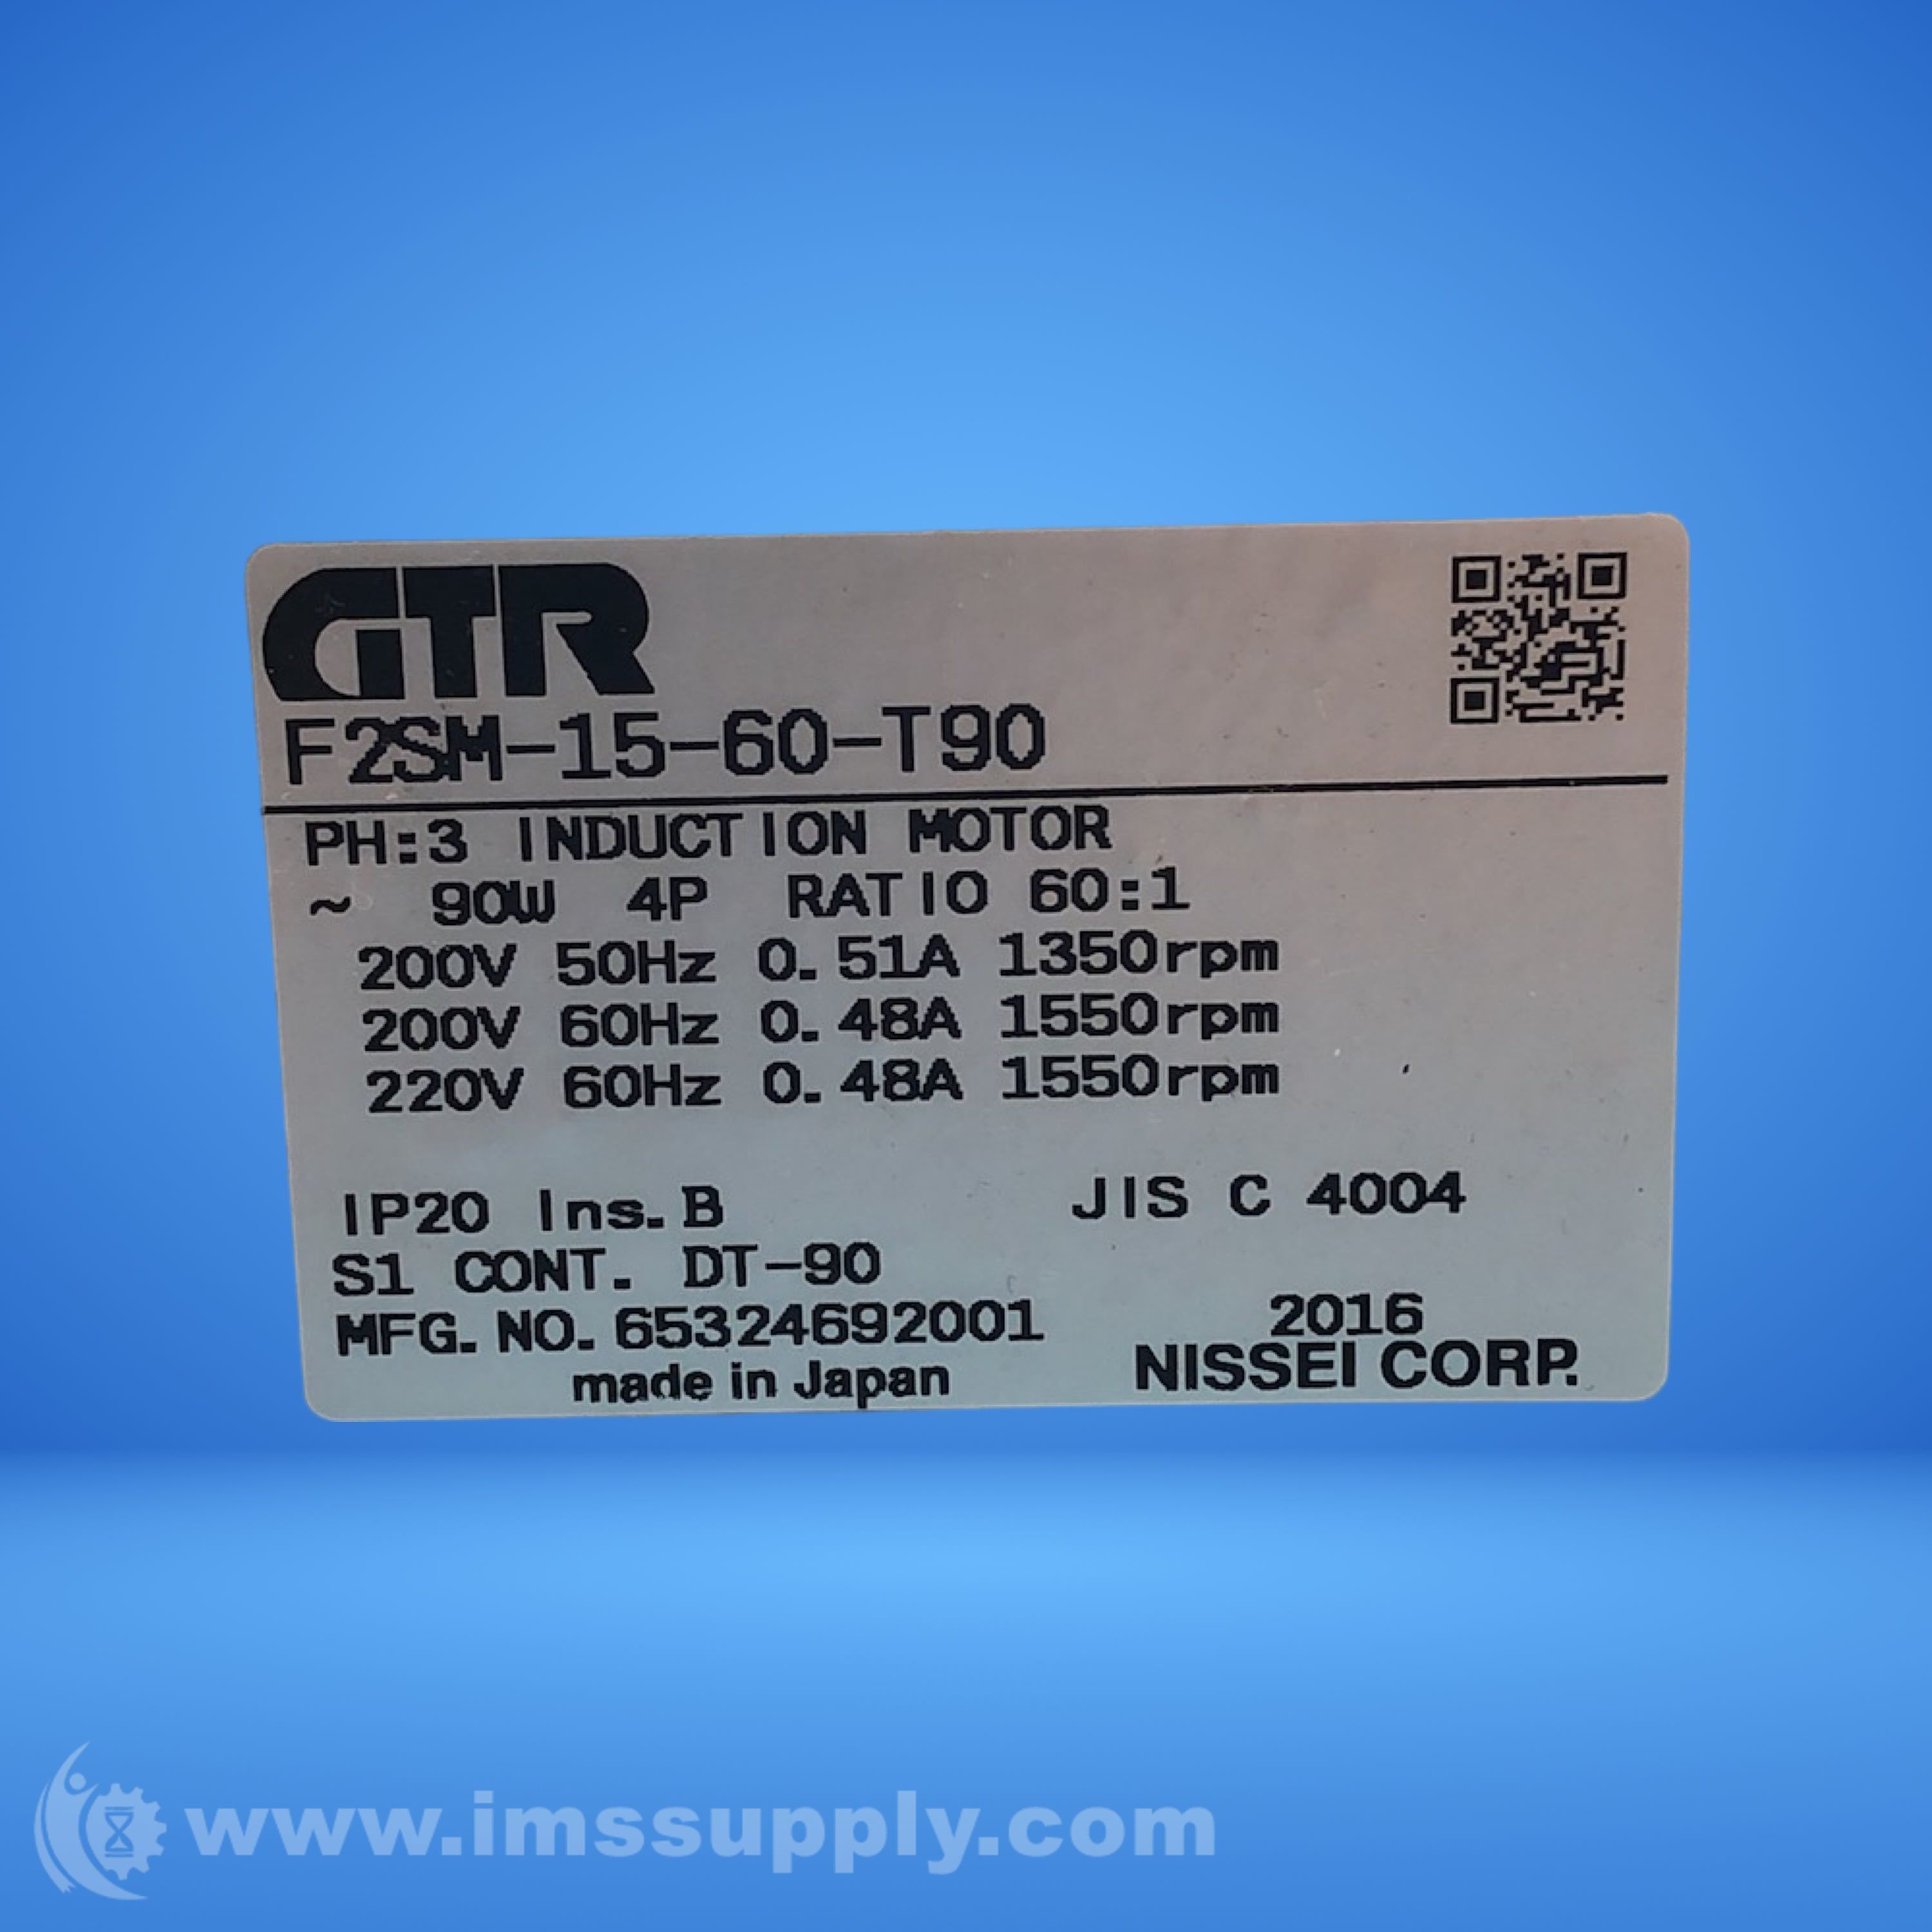 GTR
F2SM-15-60-T90
PH:3 INDUCTION MOTOR
~ 90W 4P RATIO 60:1
200V 50Hz 0.51A 1350rpm
200V 60Hz 0.48A 1550rpm
220V 60Hz 0.48A 1550rpm
IP20 Ins.B JIS C 4004
S1 CONT. DT-90
MFG.NO.65324692001 2016
made in Japan NISSEI CORP.
www.imssupply.com